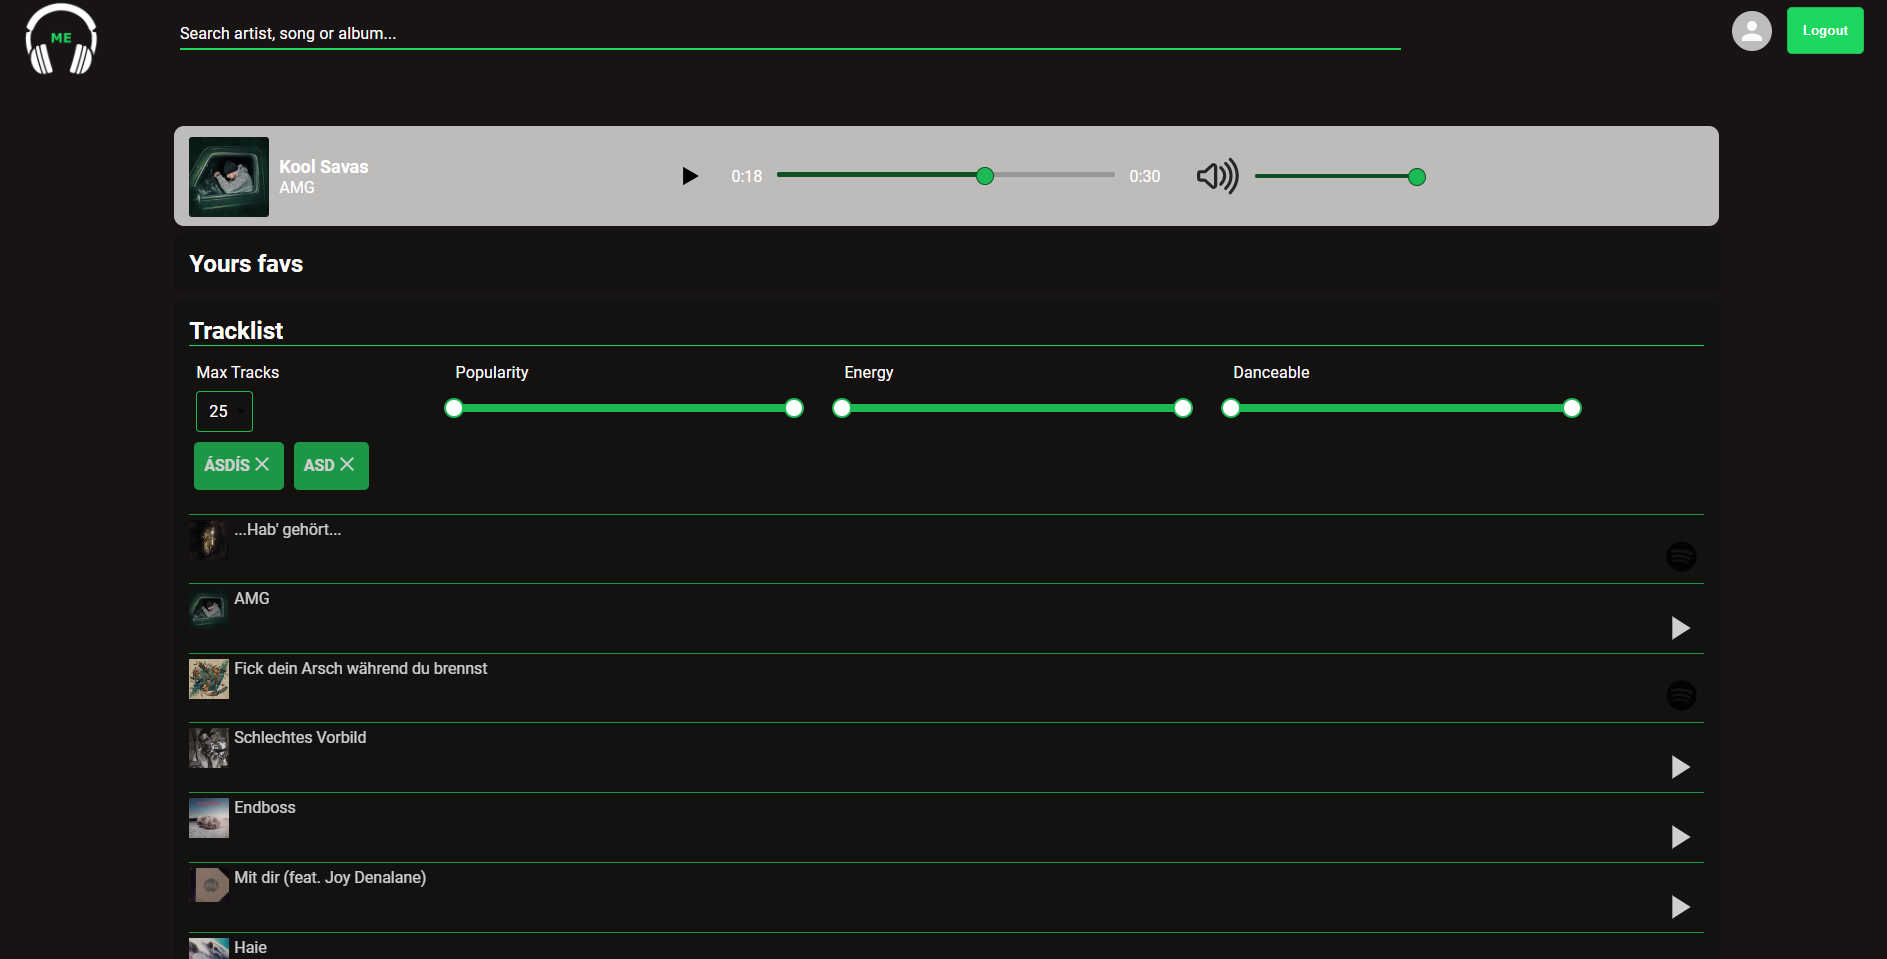 ME
Search artist, song or album...
Logout
Kool Savas
AMG
0:18
0:30
Yours favs
Tracklist
Max Tracks
Popularity
Energy
Danceable
25
ÁSDÍS
ASD
...Hab' gehört...
AMG
Fick dein Arsch während du brennst
Schlechtes Vorbild
Endboss
Mit dir (feat. Joy Denalane)
Haie